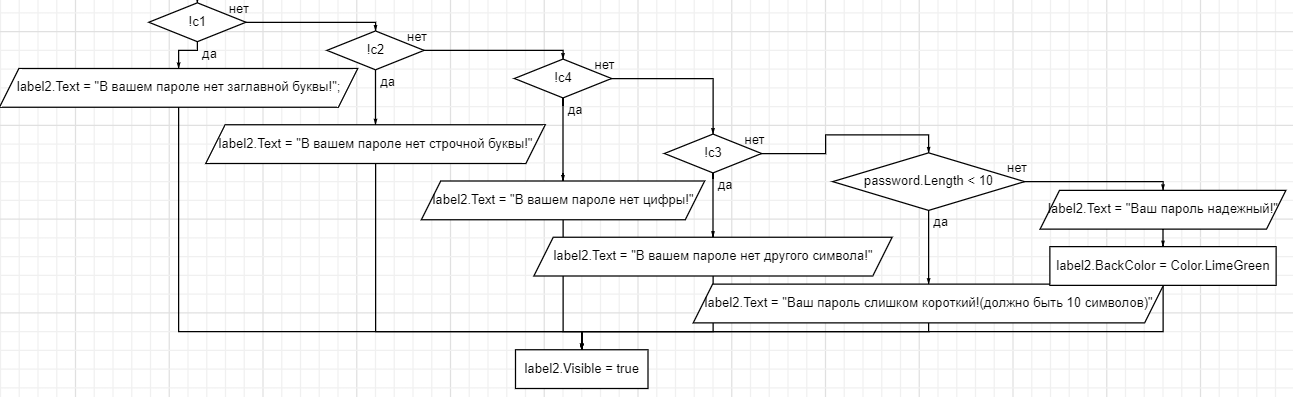 !c1
нет
да
label2.Text = "В вашем пароле нет заглавной буквы!";
!c2
нет
да
label2.Text = "В вашем пароле нет строчной буквы!"
!c4
нет
да
label2.Text = "В вашем пароле нет цифры!"
!c3
нет
да
label2.Text = "В вашем пароле нет другого символа!"
password.Length < 10
нет
да
label2.Text = "Ваш пароль слишком короткий!(должно быть 10 символов)"
label2.Text = "Ваш пароль надежный!"
label2.BackColor = Color.LimeGreen
label2.Visible = true